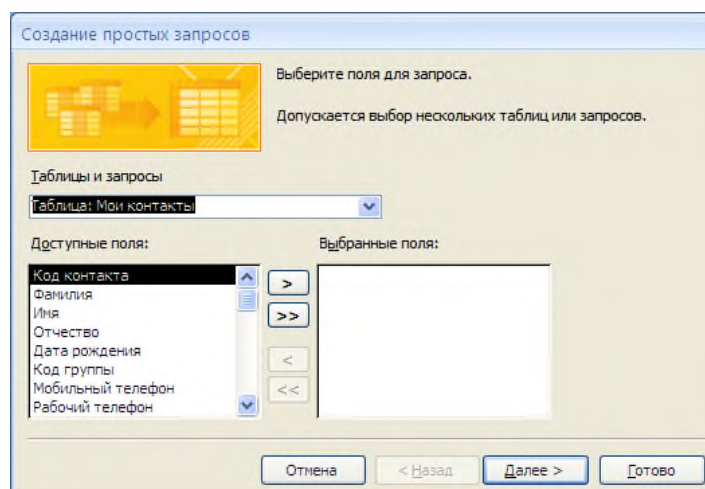 Создание простых запросов
Выберите поля для запроса.
Допускается выбор нескольких таблиц или запросов.
Таблицы и запросы
Таблица: Мои контакты
Доступные поля:
Выбранные поля:
Код контакта
Фамилия
Имя
Отчество
Дата рождения
Код группы
Мобильный телефон
Рабочий телефон
>
>>
<
<<
Отмена
< Назад
Далее >
Готово